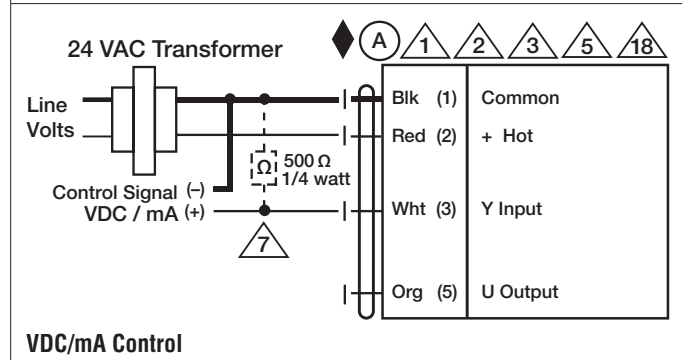 24 VAC Transformer
A 1 2 3 5 18
Line
Volts
Blk (1) Common
Red (2) + Hot
Ω 500 Ω
1/4 watt
Control Signal (–)
VDC / mA (+)
Wht (3) Y Input
7
Org (5) U Output
VDC/mA Control